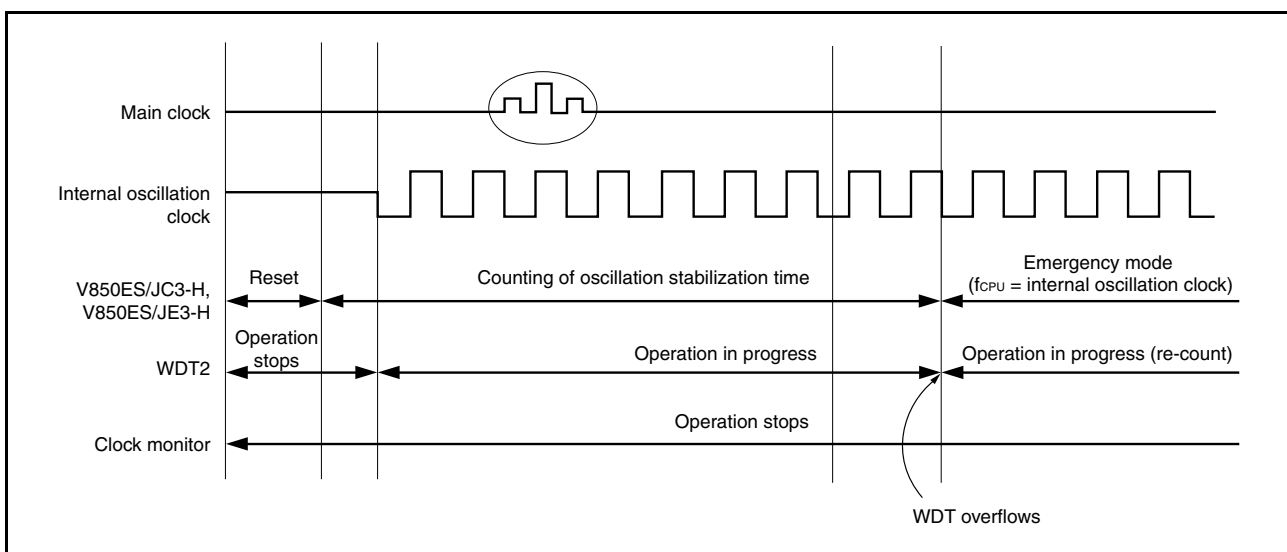 Main clock
Internal oscillation
clock
V850ES/JC3-H,
V850ES/JE3-H
Reset
Counting of oscillation stabilization time
Emergency mode
(fCPU = internal oscillation clock)
WDT2
Operation
stops
Operation in progress
Operation in progress (re-count)
Clock monitor
Operation stops
WDT overflows